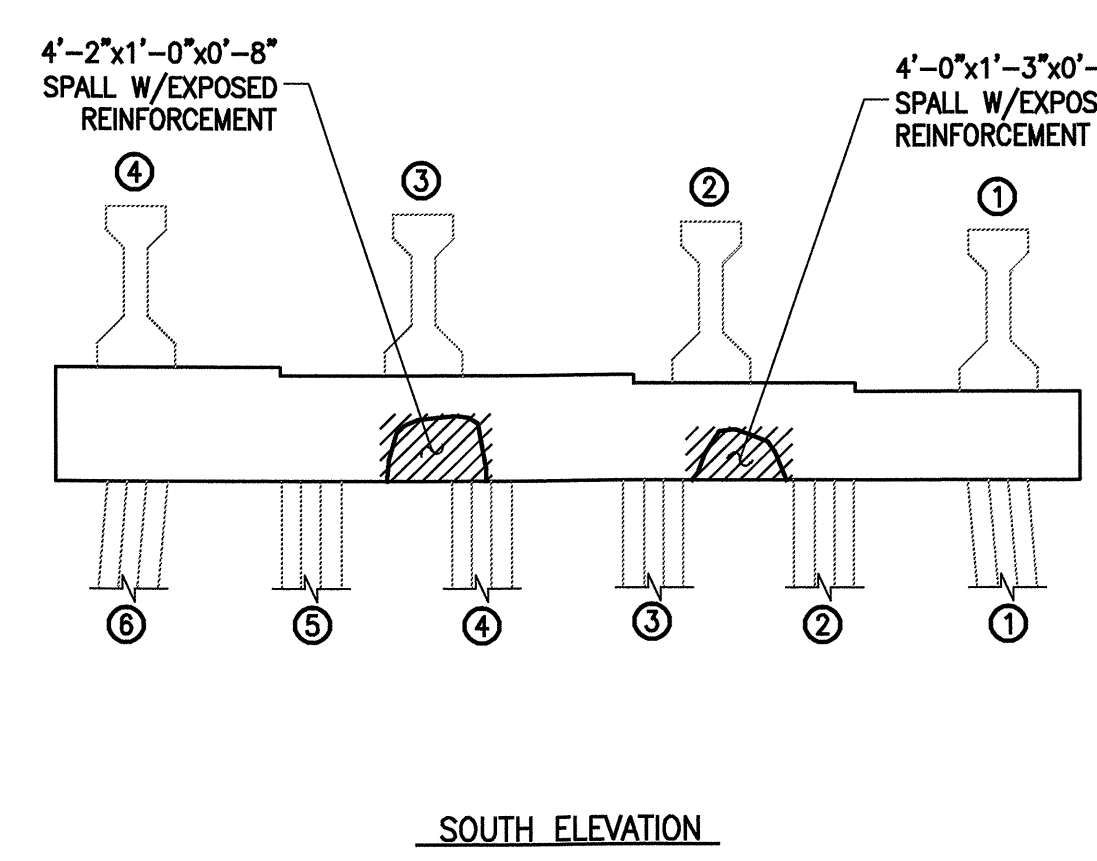 4'-2"x1'-0"x0'-8"
SPALL W/EXPOSED
REINFORCEMENT
4'-0"x1'-3"x0'-
SPALL W/EXPOS
REINFORCEMENT
4 3 2 1
6 5 4 3 2 1
SOUTH ELEVATION